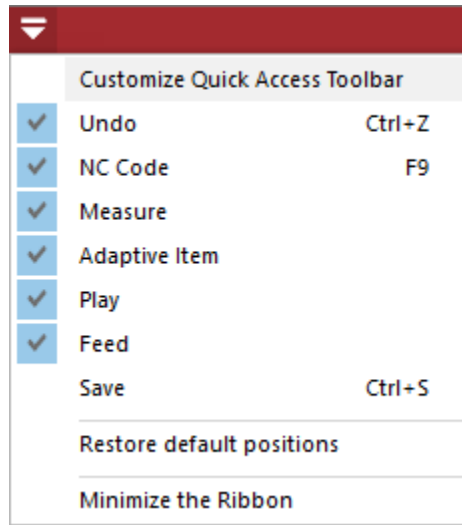 Customize Quick Access Toolbar
Undo Ctrl+Z
NC Code F9
Measure
Adaptive Item
Play
Feed
Save Ctrl+S
Restore default positions
Minimize the Ribbon